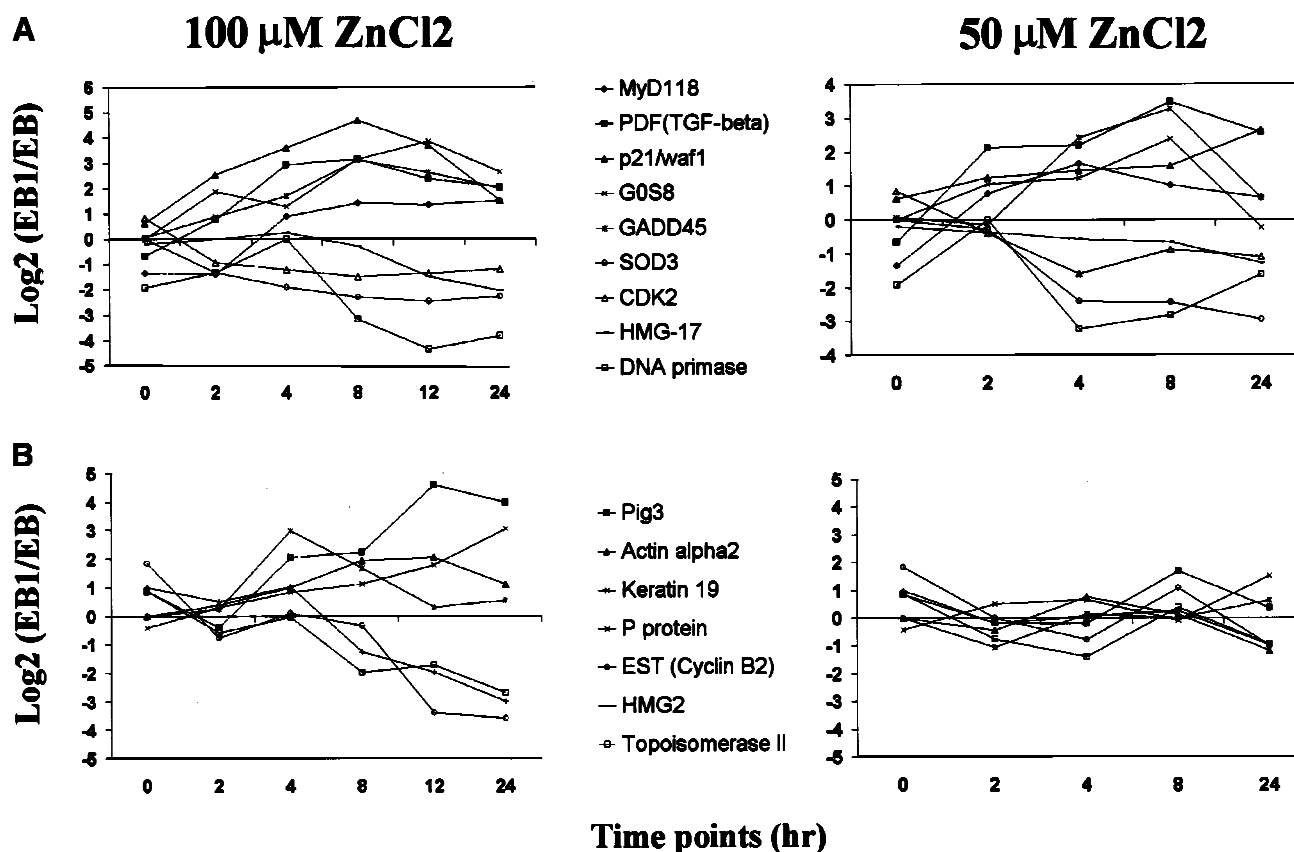 A
100 μM ZnCl2
50 μM ZnCl2
Log2 (EB1/EB)
6
5
4
3
2
1
0
-1
-2
-3
-4
-5
0 2 4 8 12 24
MyD118
PDF(TGF-beta)
p21/waf1
G0S8
GADD45
SOD3
CDK2
HMG-17
DNA primase
4
3
2
1
0
-1
-2
-3
-4
0 2 4 8 24
B
Log2 (EB1/EB)
5
4
3
2
1
0
-1
-2
-3
-4
-5
0 2 4 8 12 24
Pig3
Actin alpha2
Keratin 19
P protein
EST (Cyclin B2)
HMG2
Topoisomerase II
5
4
3
2
1
0
-1
-2
-3
-4
-5
0 2 4 8 24
Time points (hr)